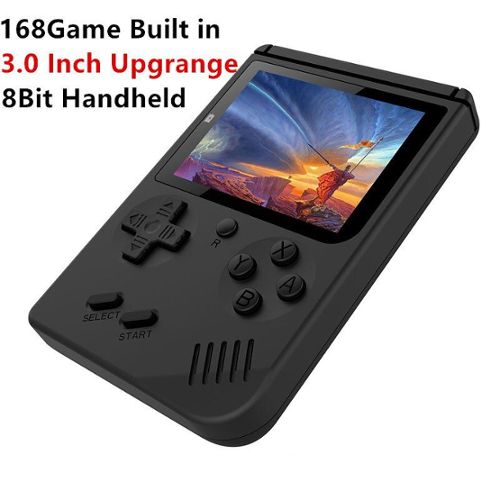 168Game Built in
3.0 Inch Upgrange
8Bit Handheld
R
X
Y
A
B
SELECT
START